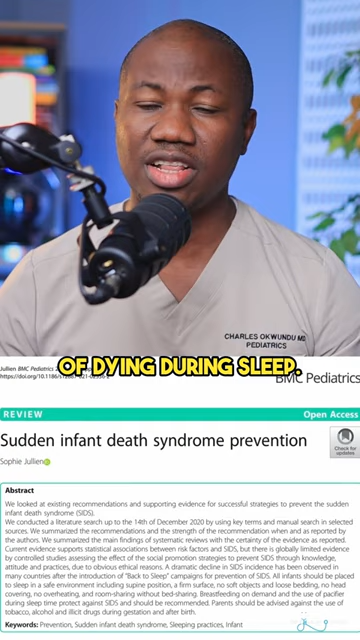 CHARLES OKWUNDU MD
PEDIATRICS
OF DYING DURING SLEEP.
Jullien BMC Pediatrics
https://doi.org/10.1186/s
BMC Pediatrics
REVIEW
Open Access
Sudden infant death syndrome prevention
Check for
updates
Sophie Jullien
Abstract
We looked at existing recommendations and supporting evidence for successful strategies to prevent sudden
infant death syndrome (SIDS).
We conducted a literature search up to the 14th of December 2020 by using key terms and manual search in selected
sources. We summarized the recommendations and the strength of the recommendation when and as reported by
the authors. We summarized the main findings of systematic reviews with the certainty of the evidence as reported.
Current evidence supports statistical associations between risk factors and SIDS, but there is globally limited evidence
by controlled studies assessing the effect of the social promotion strategies to prevent SIDS through knowledge,
attitude and practices, due to obvious ethical reasons. A dramatic decline in SIDS incidence has been observed in
many countries after the introduction of "Back to Sleep" campaigns for prevention of SIDS. All infants should be placed
to sleep in a safe environment including supine position, a firm surface, no soft objects and loose bedding, no head
covering, no overheating, and room-sharing without bed-sharing. Breastfeeding on demand and the use of pacifier
during sleep time protect against SIDS and should be recommended. Parents should be advised against the use of
tobacco, alcohol and illicit drugs during gestation and after birth.
Keywords: Prevention, Sudden infant death syndrome, Sleeping practices, Infant